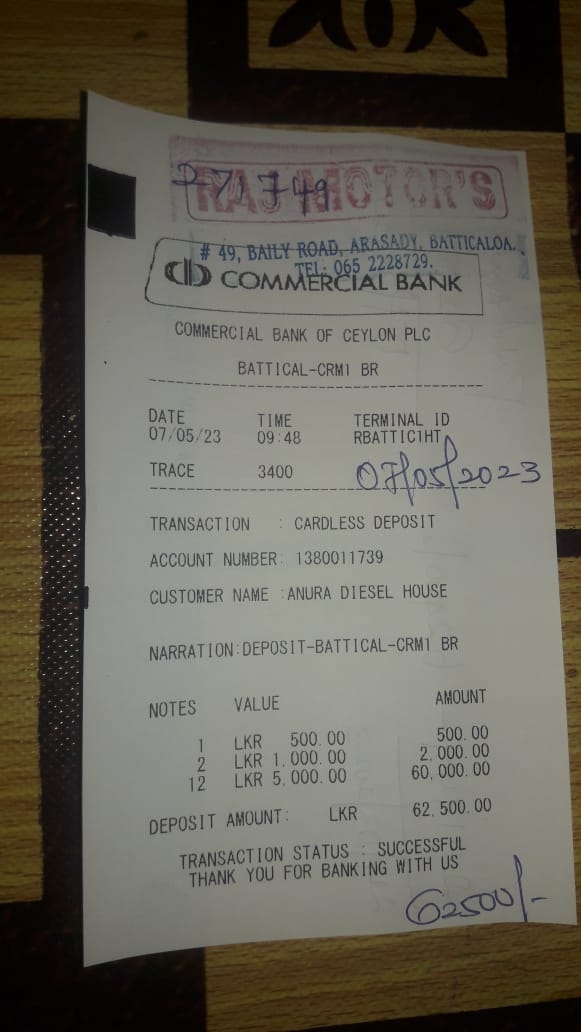 271749
RAJ MOTOR'S
# 49, BAILY ROAD, ARASADY, BATTICALOA.
TEL: 065 2228729.
COMMERCIAL BANK
COMMERCIAL BANK OF CEYLON PLC
BATTICAL-CRM1 BR
DATE TIME TERMINAL ID
07/05/23 09:48 RBATTIC1HT
TRACE 3400
07/05/2023
TRANSACTION : CARDLESS DEPOSIT
ACCOUNT NUMBER: 1380011739
CUSTOMER NAME :ANURA DIESEL HOUSE
NARRATION:DEPOSIT-BATTICAL-CRM1 BR
NOTES VALUE AMOUNT
1 LKR 500.00 500.00
2 LKR 1,000.00 2,000.00
12 LKR 5,000.00 60,000.00
DEPOSIT AMOUNT: LKR 62,500.00
TRANSACTION STATUS : SUCCESSFUL
THANK YOU FOR BANKING WITH US
62500/-